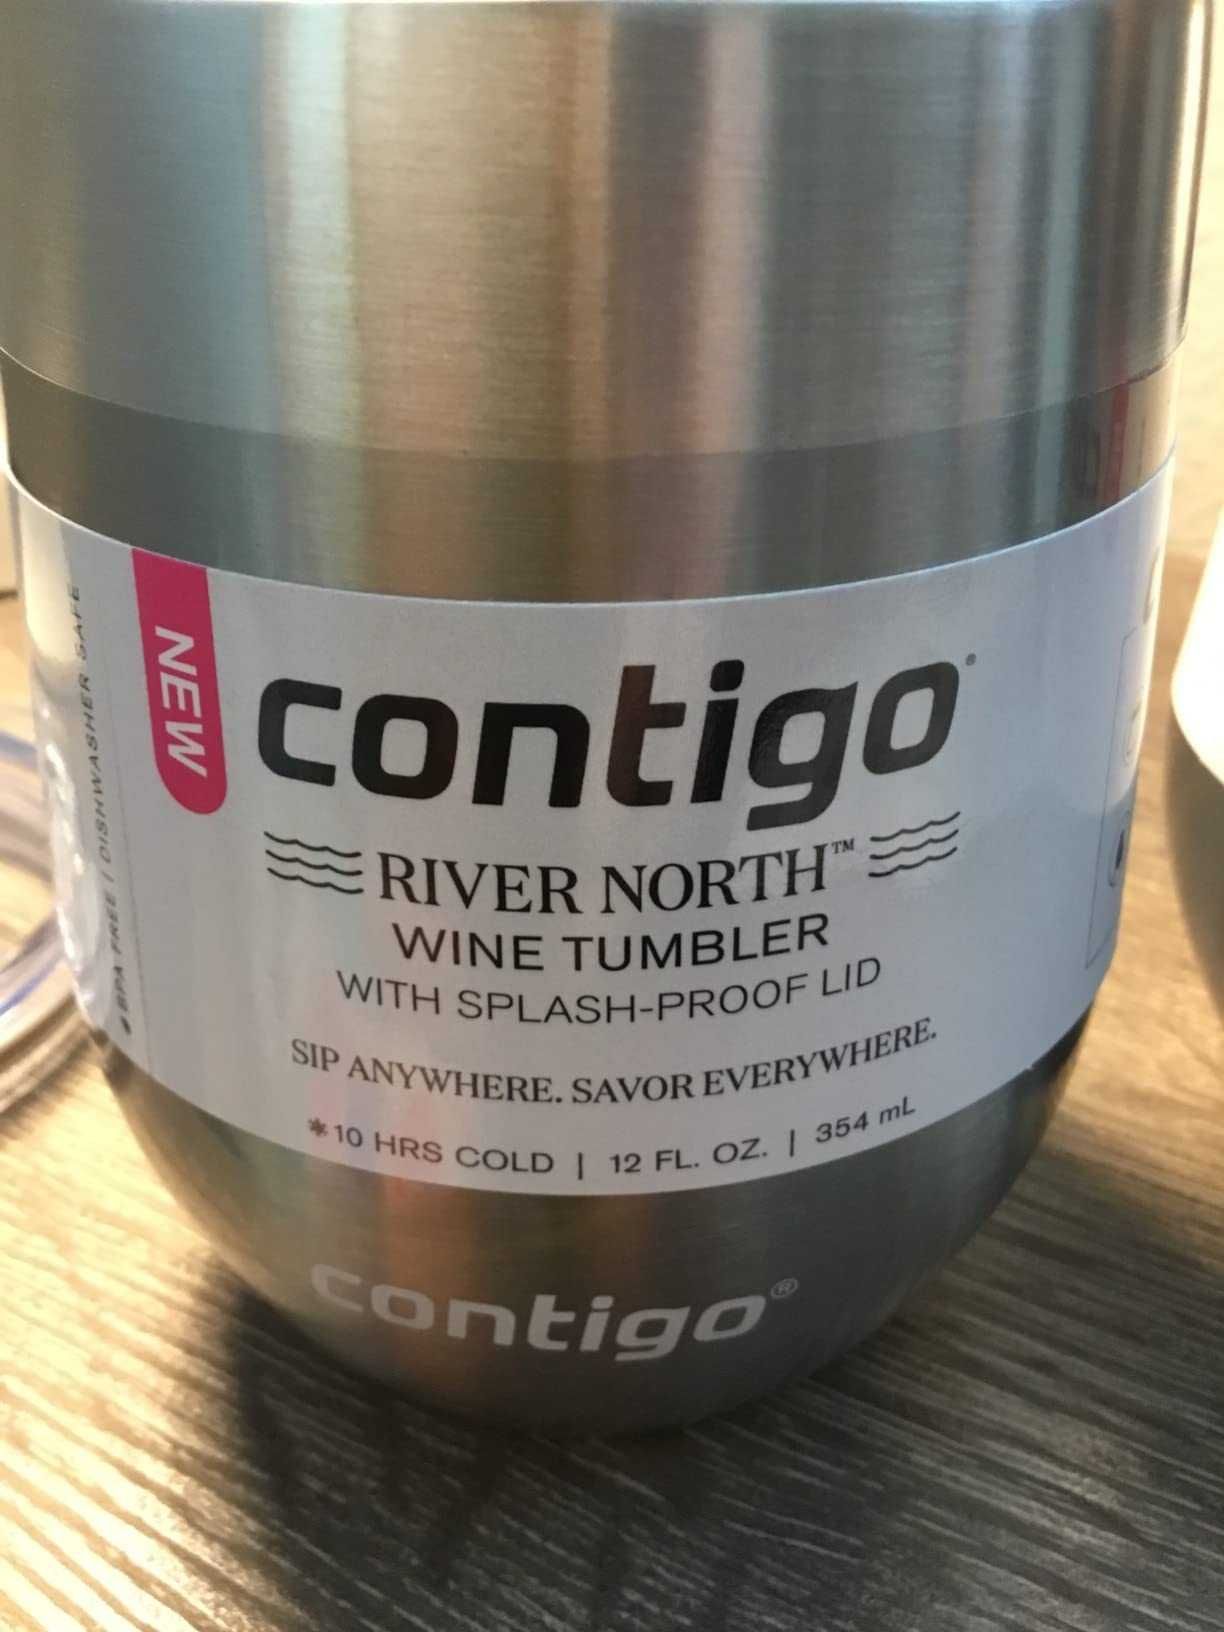 NEW
contigo®
RIVER NORTH™
WINE TUMBLER
WITH SPLASH-PROOF LID
SIP ANYWHERE. SAVOR EVERYWHERE.
*10 HRS COLD | 12 FL. OZ. | 354 mL
contigo®
BPA FREE | DISHWASHER SAFE